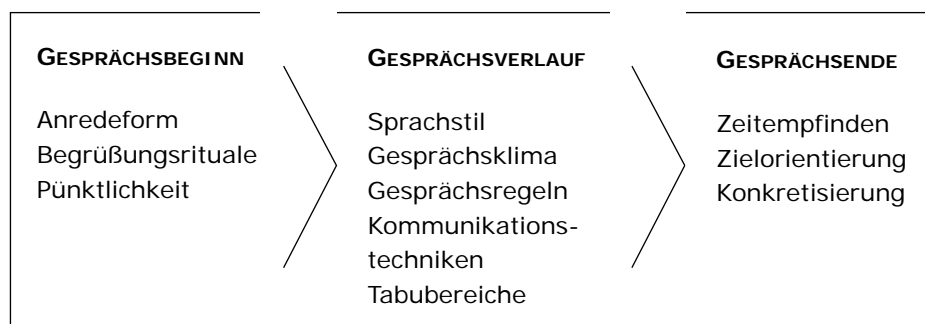 GESPRÄCHSBEGINN
Anredeform
Begrüßungsrituale
Pünktlichkeit
GESPRÄCHSVERLAUF
Sprachstil
Gesprächsklima
Gesprächsregeln
Kommunikations-
techniken
Tabubereiche
GESPRÄCHSENDE
Zeitempfinden
Zielorientierung
Konkretisierung